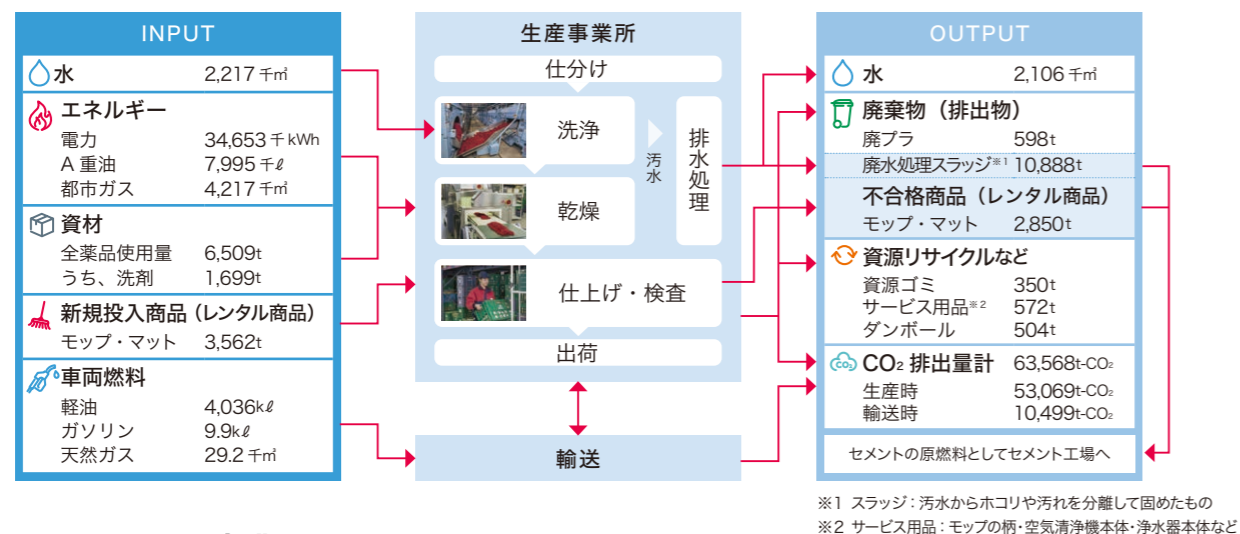 INPUT
水 2,217 千㎥
エネルギー
電力 34,653 千kWh
A 重油 7,995 千ℓ
都市ガス 4,217 千㎥
資材
全薬品使用量 6,509t
うち、洗剤 1,699t
新規投入商品(レンタル商品)
モップ・マット 3,562t
車両燃料
軽油 4,036kℓ
ガソリン 9.9kℓ
天然ガス 29.2 千㎥
生産事業所
仕分け
洗浄
汚水
排水処理
乾燥
仕上げ・検査
出荷
輸送
OUTPUT
水 2,106 千㎥
廃棄物(排出物)
廃プラ 598t
廃水処理スラッジ※1 10,888t
不合格商品(レンタル商品)
モップ・マット 2,850t
資源リサイクルなど
資源ゴミ 350t
サービス用品※2 572t
ダンボール 504t
CO₂ CO₂ 排出量計 63,568t-CO₂
生産時 53,069t-CO₂
輸送時 10,499t-CO₂
セメントの原燃料としてセメント工場へ
※1 スラッジ:汚水からホコリや汚れを分離して固めたもの
※2 サービス用品:モップの柄・空気清浄機本体・浄水器本体など